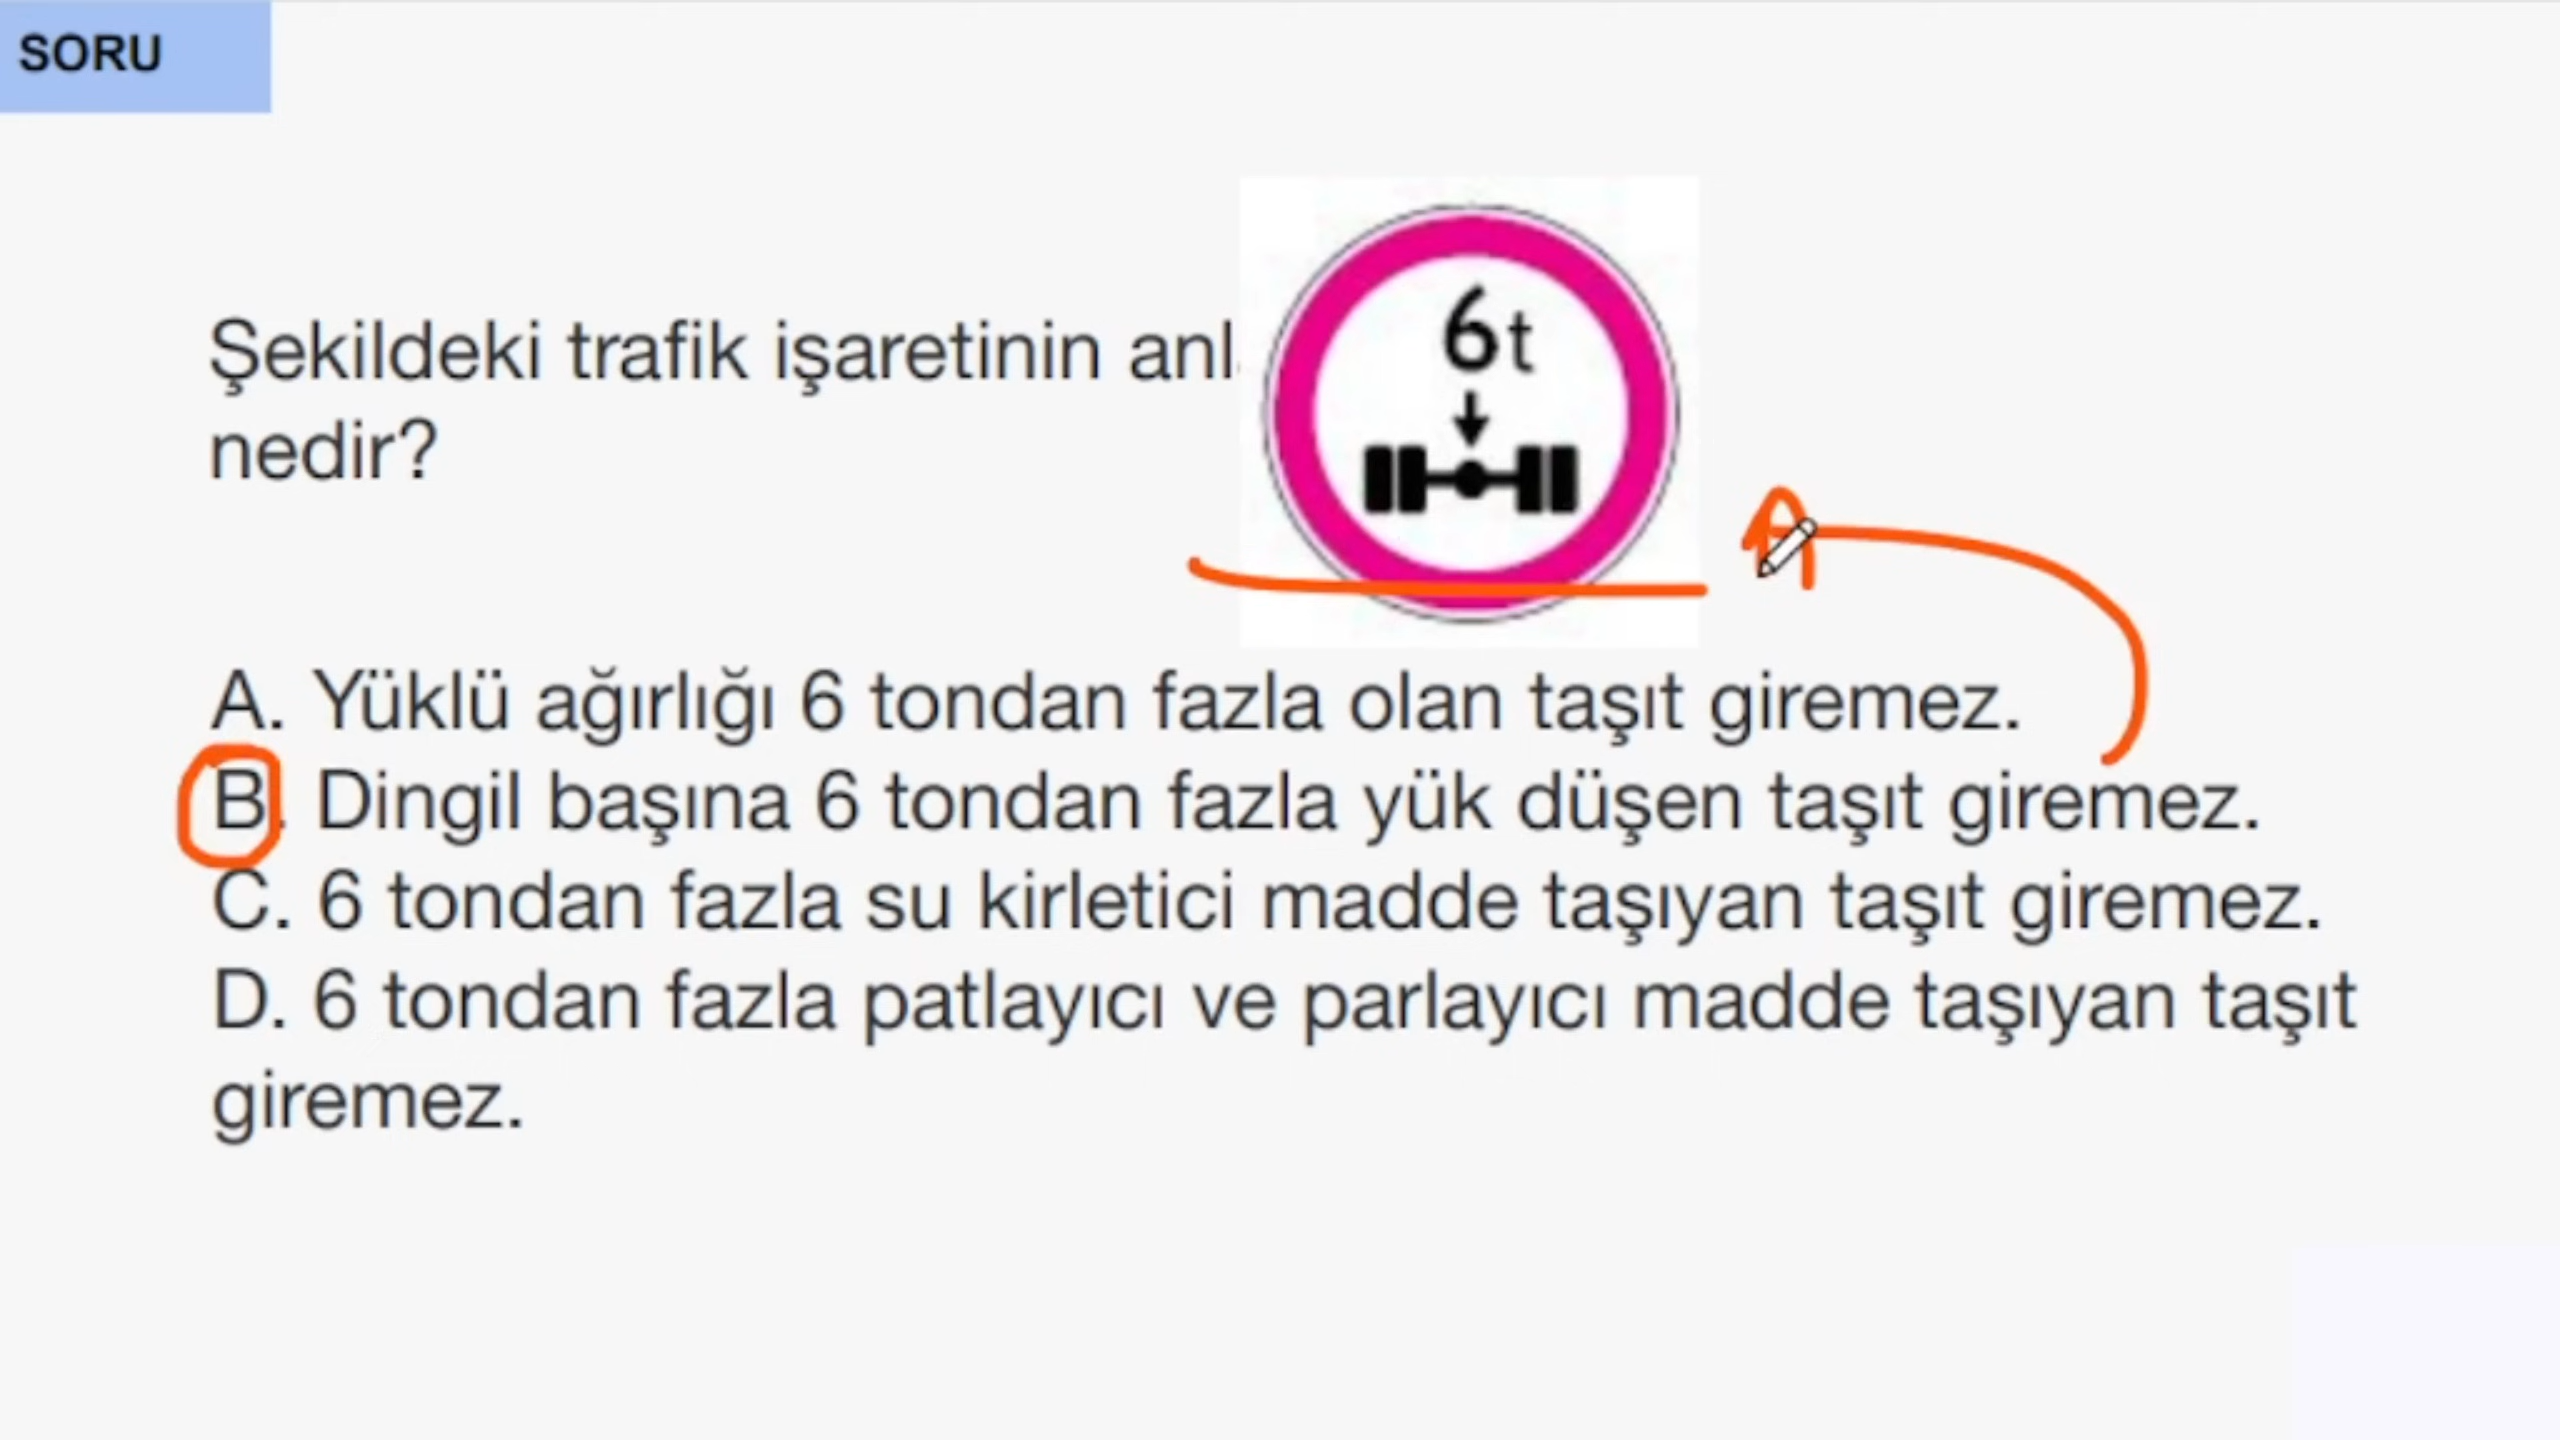 SORU
6t
Şekildeki trafik işaretinin anl
nedir?
A. Yüklü ağırlığı 6 tondan fazla olan taşıt giremez.
B. Dingil başına 6 tondan fazla yük düşen taşıt giremez.
C. 6 tondan fazla su kirletici madde taşıyan taşıt giremez.
D. 6 tondan fazla patlayıcı ve parlayıcı madde taşıyan taşıt
giremez.